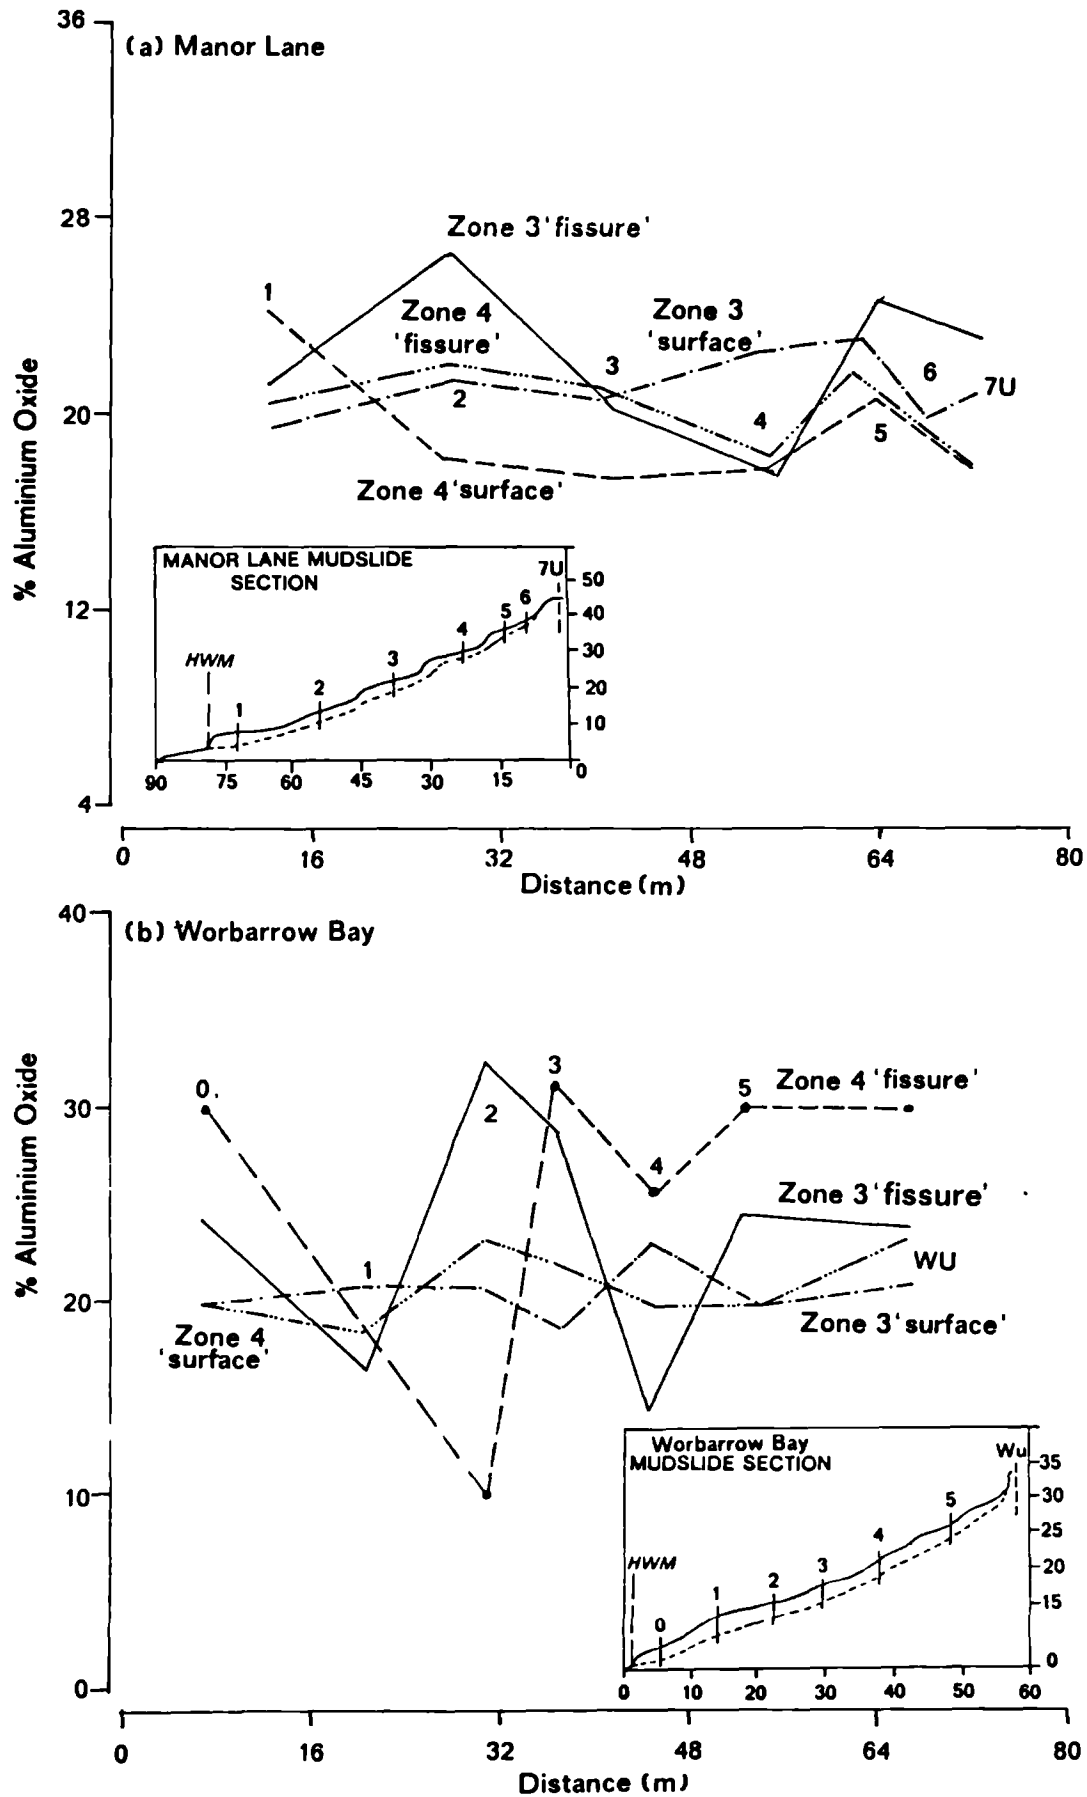 36
(a) Manor Lane
28
Zone 3 'fissure'
1
Zone 4
'fissure'
Zone 3
'surface'
3
6
7U
2
20
4
5
Zone 4 'surface'
% Aluminium Oxide
MANOR LANE MUDSLIDE
SECTION
7U
50
6
5
40
12
4
30
HWM
3
2
20
1
10
0
90 75 60 45 30 15
4
0 16 32 48 64 80
Distance (m)
40
(b) Worbarrow Bay
% Aluminium Oxide
3
0
5
Zone 4 'fissure'
30
2
4
Zone 3 'fissure'
1
WU
20
Zone 4
'surface'
Zone 3 'surface'
Worbarrow Bay
MUDSLIDE SECTION
Wu
35
10
5
30
25
4
HWM
3
20
2
1
15
0
0
0 10 20 30 40 50 60
0
0 16 32 48 64 80
Distance (m)